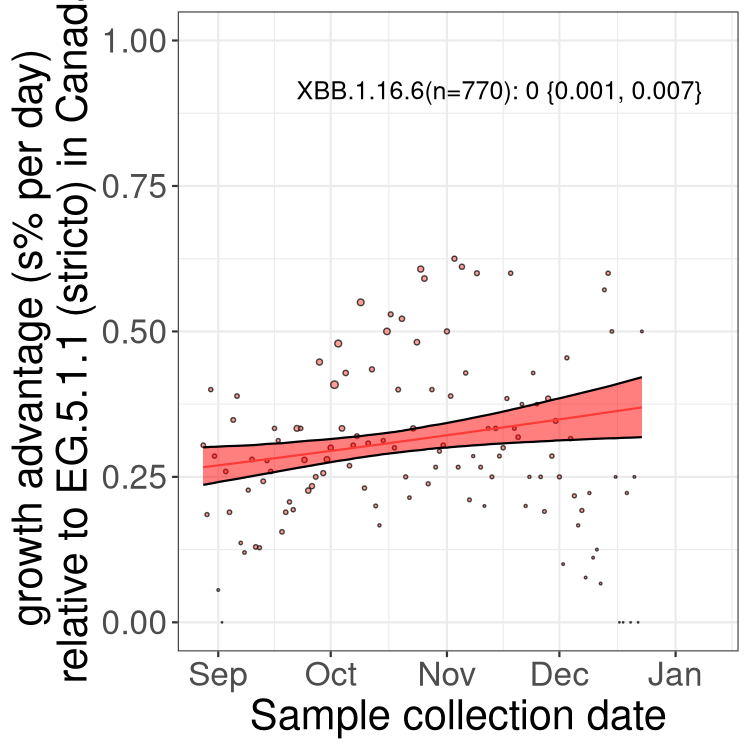 growth advantage (s% per day)
relative to EG.5.1.1 (stricto) in Canada
1.00
0.75
0.50
0.25
0.00
XBB.1.16.6(n=770): 0 {0.001, 0.007}
Sep Oct Nov Dec Jan
Sample collection date